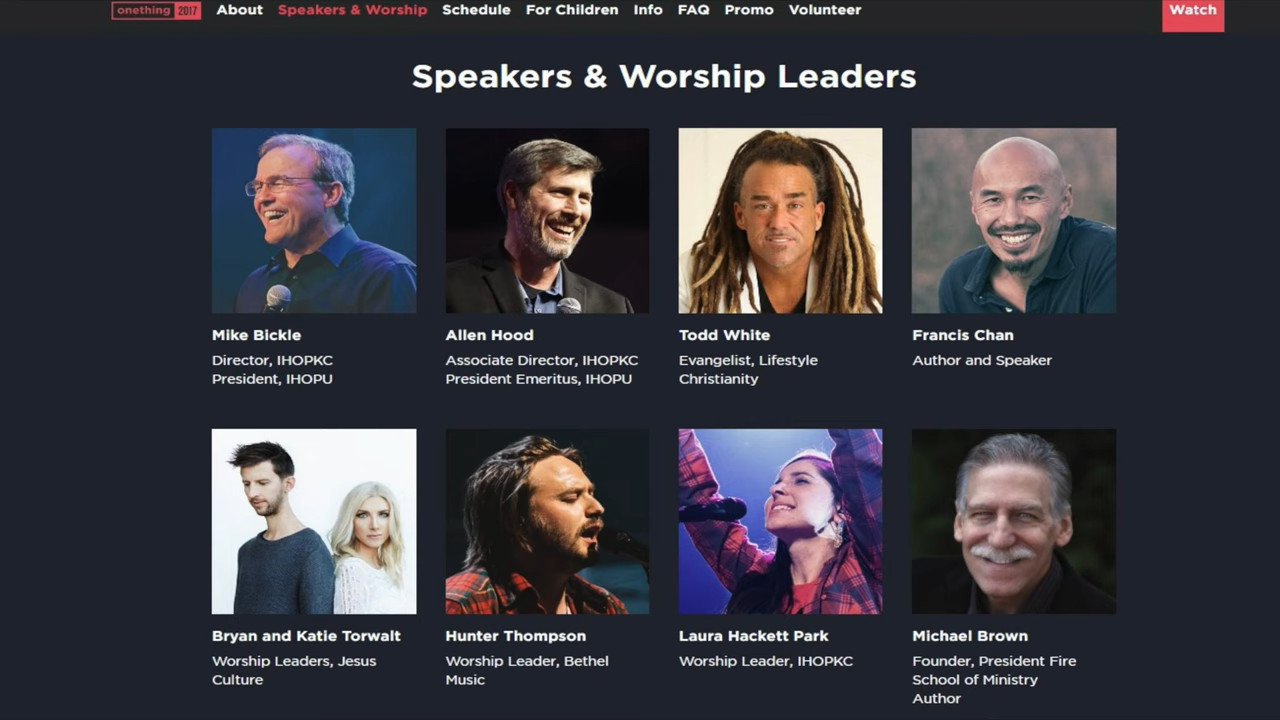 onething 2017 About Speakers & Worship Schedule For Children Info FAQ Promo Volunteer Watch
Speakers & Worship Leaders
Mike Bickle
Director, IHOPKC
President, IHOPU
Allen Hood
Associate Director, IHOPKC
President Emeritus, IHOPU
Todd White
Evangelist, Lifestyle
Christianity
Francis Chan
Author and Speaker
Bryan and Katie Torwalt
Worship Leaders, Jesus
Culture
Hunter Thompson
Worship Leader, Bethel
Music
Laura Hackett Park
Worship Leader, IHOPKC
Michael Brown
Founder, President Fire
School of Ministry
Author